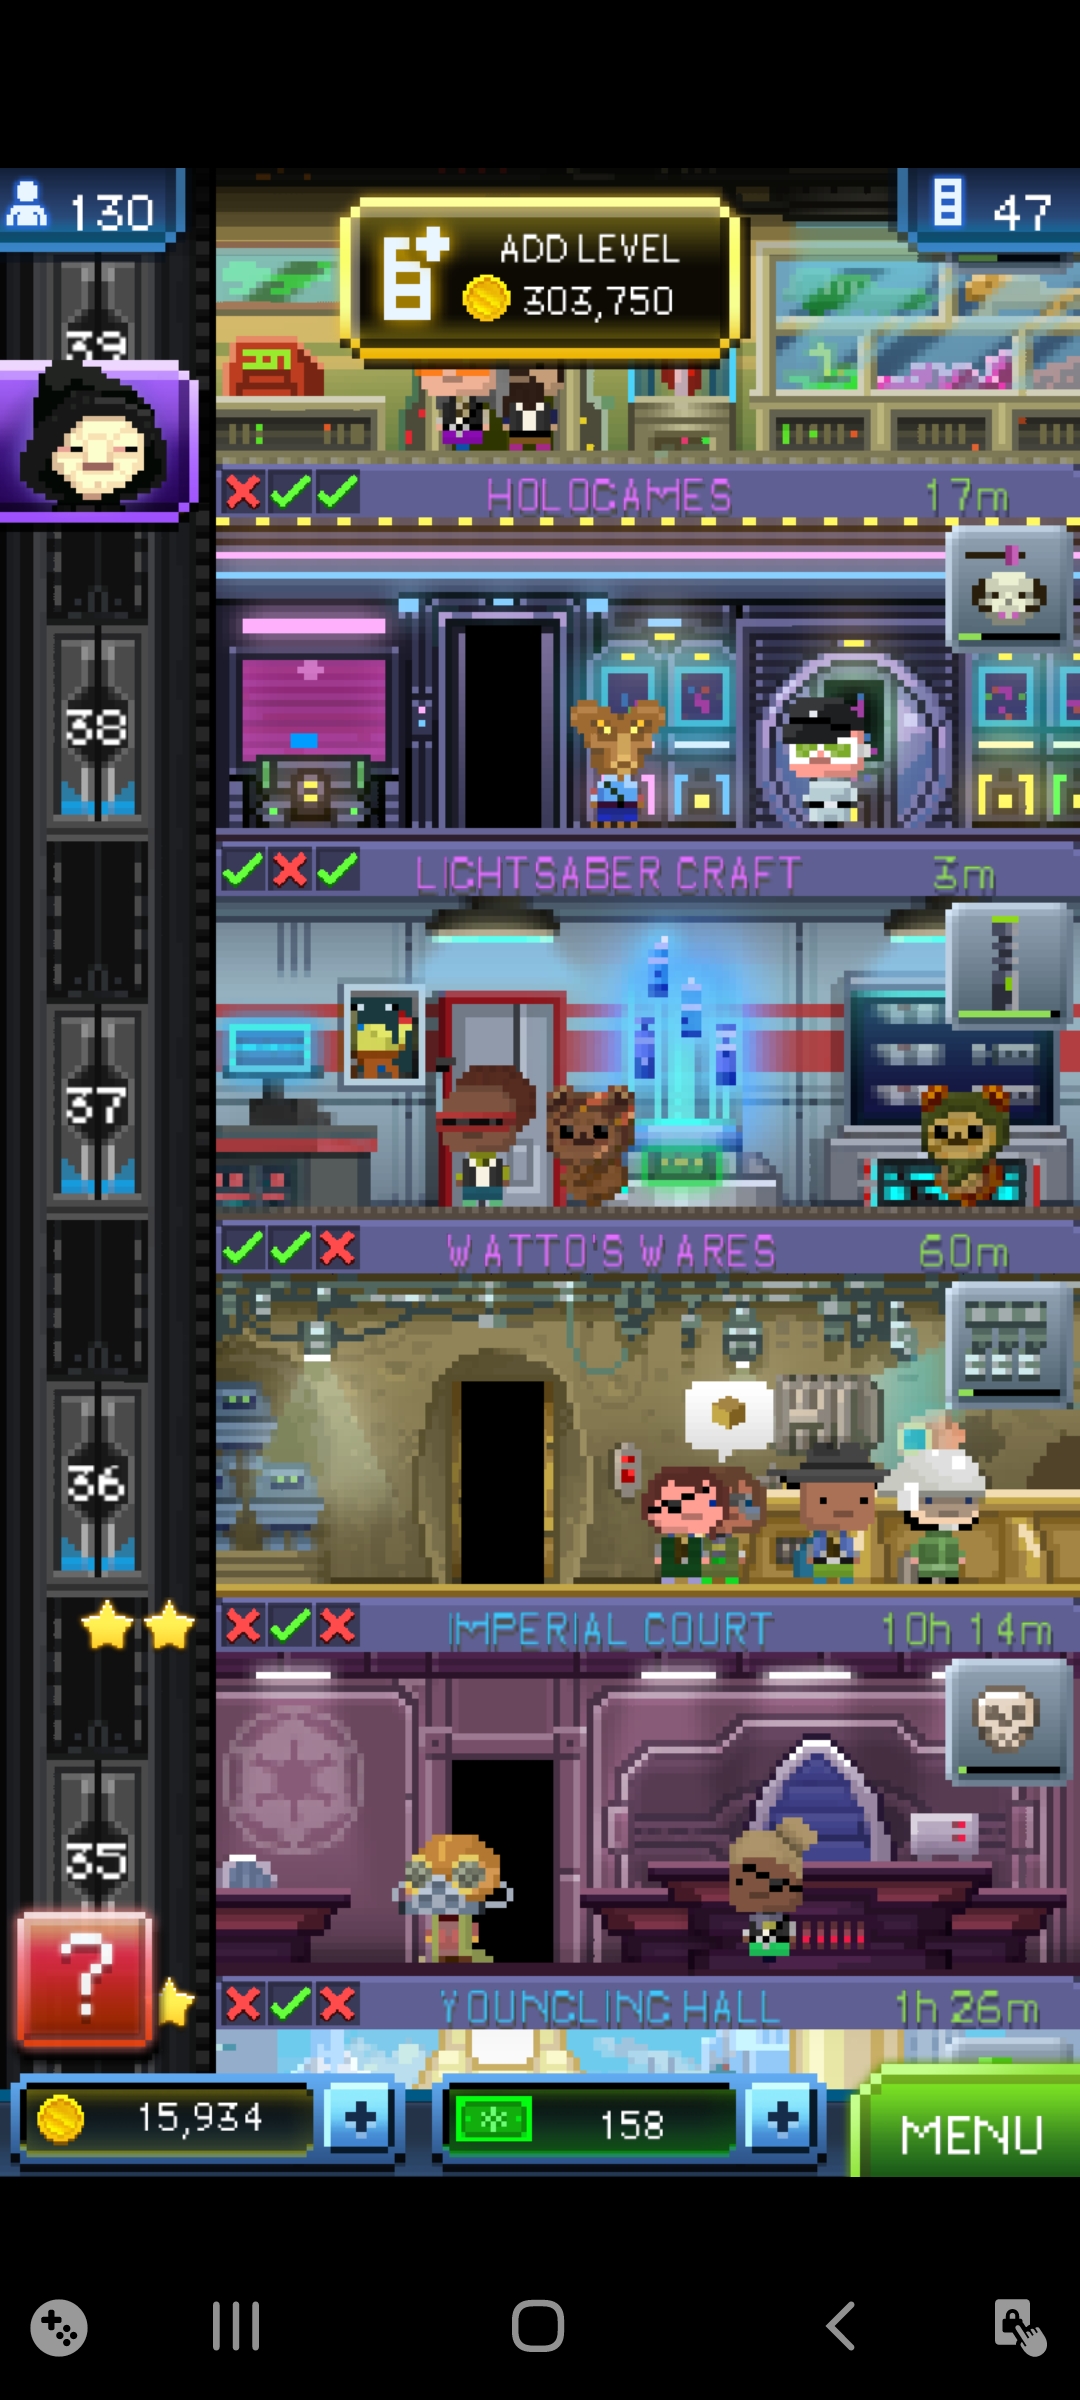 130
ADD LEVEL
303,750
47
39
HOLOGAMES 17m
38
LIGHTSABER CRAFT 3m
37
WATTO'S WARES 60m
36
IMPERIAL COURT 10h 14m
35
?
YOUNGLING HALL 1h 26m
15,934 +
158 +
MENU